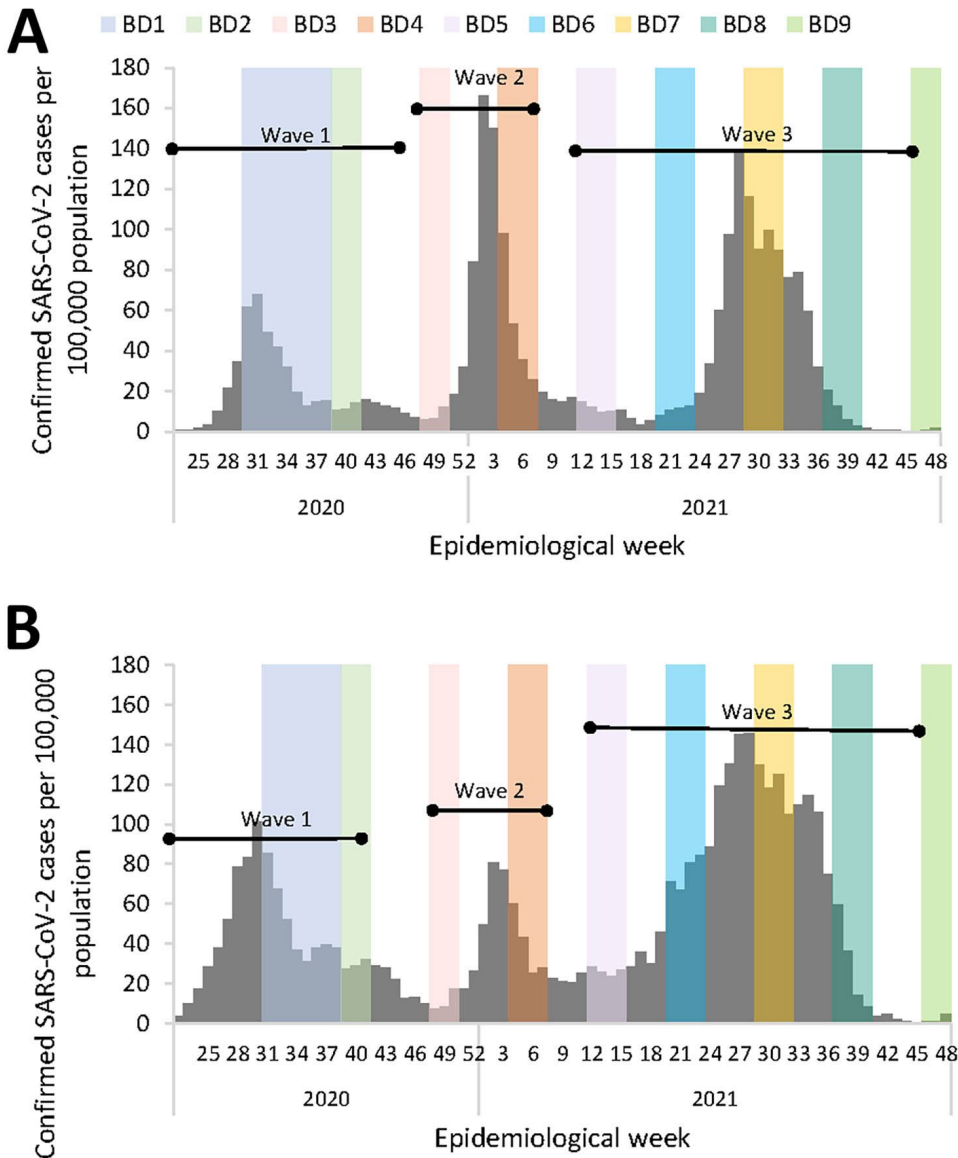 BD1 BD2 BD3 BD4 BD5 BD6 BD7 BD8 BD9
A
Confirmed SARS-CoV-2 cases per
100,000 population
180
160
140
120
100
80
60
40
20
0
Wave 1
Wave 2
Wave 3
25 28 31 34 37 40 43 46 49 52 3 6 9 12 15 18 21 24 27 30 33 36 39 42 45 48
2020 2021
Epidemiological week
B
Confirmed SARS-CoV-2 cases per 100,000
population
180
160
140
120
100
80
60
40
20
0
Wave 1
Wave 2
Wave 3
25 28 31 34 37 40 43 46 49 52 3 6 9 12 15 18 21 24 27 30 33 36 39 42 45 48
2020 2021
Epidemiological week